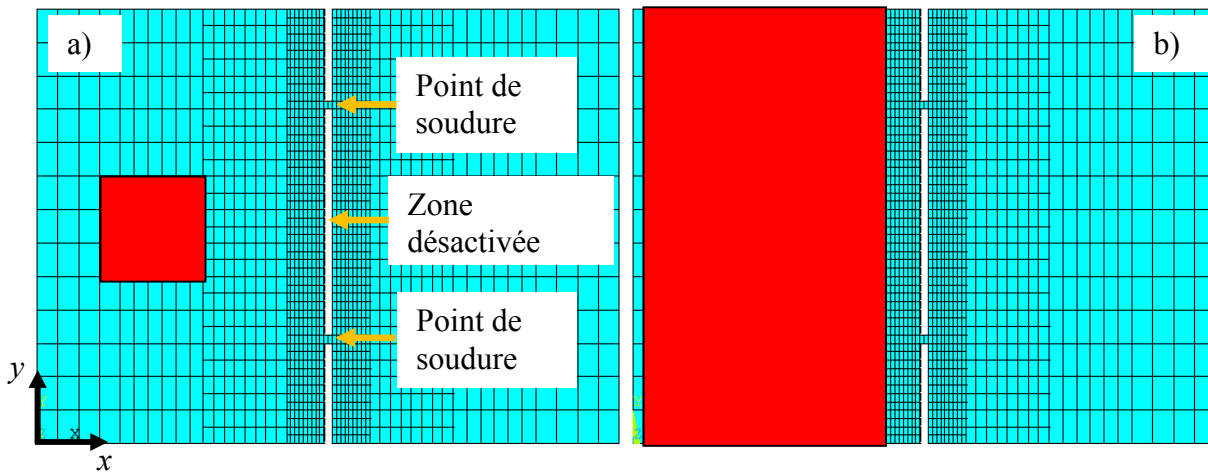 a)
Point de
soudure
Zone
désactivée
Point de
soudure
y
x
Y
Z X
b)
Y
Z